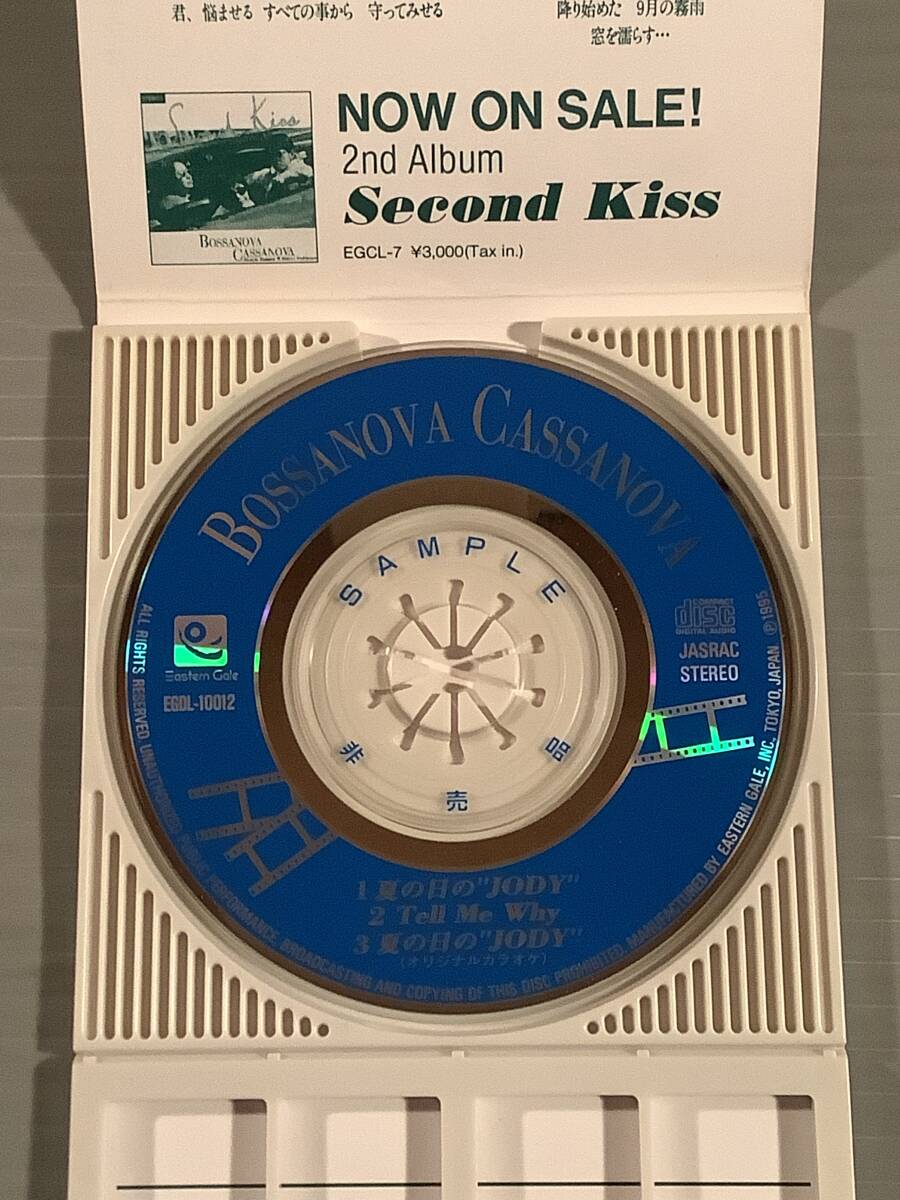 君、悩ませる すべての事から 守ってみせる
降り始めた 9月の霧雨
窓を濡らす…
Second Kiss
BOSSANOVA
CASSANOVA
NOW ON SALE!
2nd Album
Second Kiss
EGCL-7 ¥3,000(Tax in.)
BOSSANOVA CASSANOVA
SAMPLE
非売品
Eastern Gale
EGDL-10012
COMPACT
disc
DIGITAL AUDIO
JASRAC
STEREO
1 夏の日の"JODY"
2 Tell Me Why
3 夏の日の"JODY"
(オリジナルカラオケ)
ALL RIGHTS RESERVED. UNAUTHORIZED PUBLIC PERFORMANCE, BROADCASTING AND COPYING OF THIS DISC PROHIBITED. MANUFACTURED BY EASTERN GALE, INC. TOKYO, JAPAN ℗1995